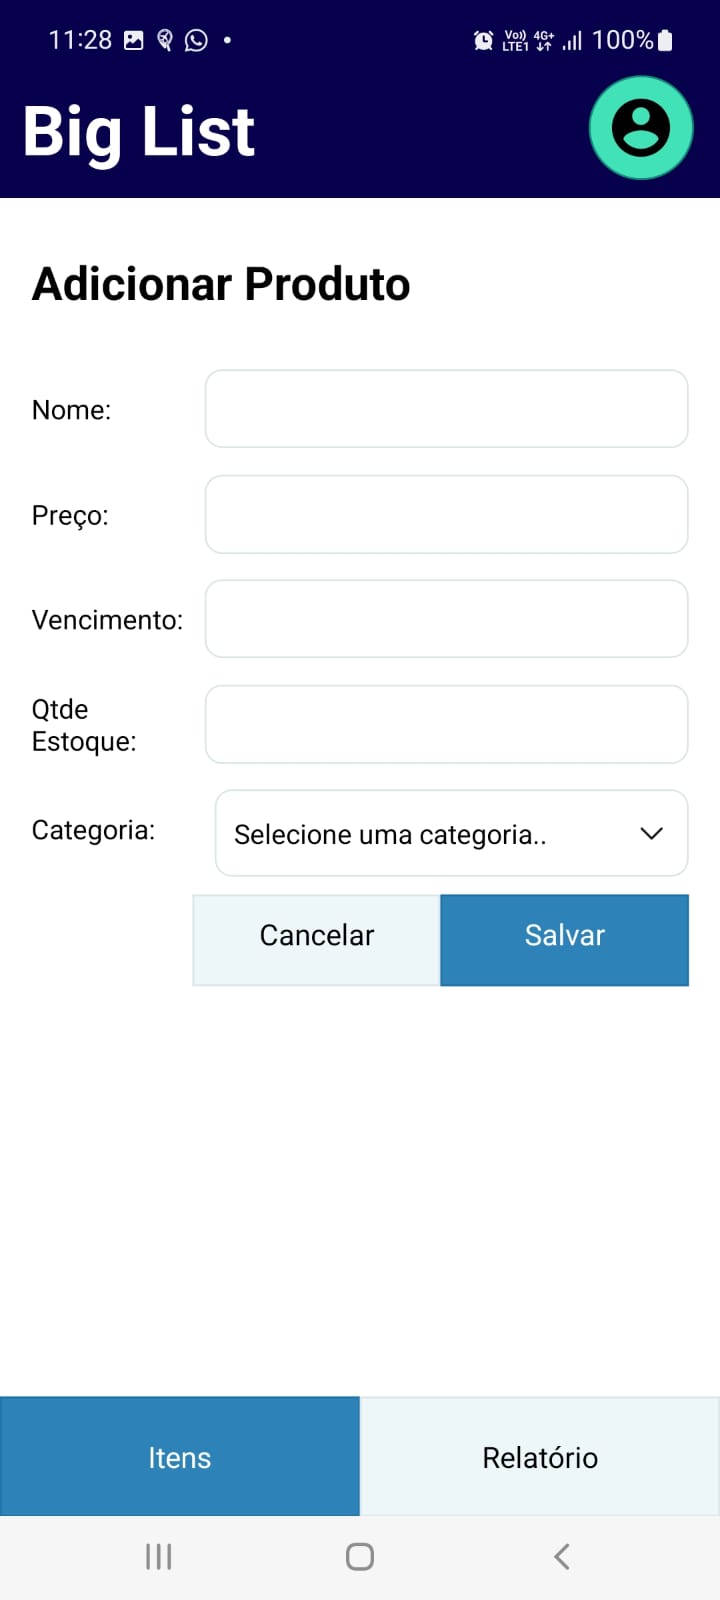 11:28
Vo)) 4G+
LTE1
100%
Big List
Adicionar Produto
Nome:
Preço:
Vencimento:
Qtde
Estoque:
Categoria:
Selecione uma categoria..
Cancelar
Salvar
Itens
Relatório